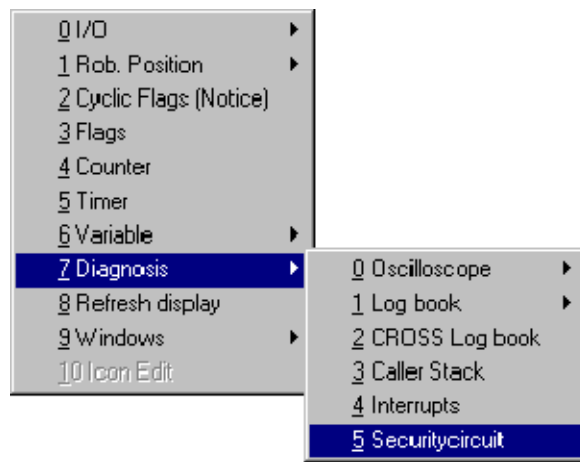 0 I/O
1 Rob. Position
2 Cyclic Flags (Notice)
3 Flags
4 Counter
5 Timer
6 Variable
7 Diagnosis
8 Refresh display
9 Windows
10 Icon Edit
0 Oscilloscope
1 Log book
2 CROSS Log book
3 Caller Stack
4 Interrupts
5 Securitycircuit